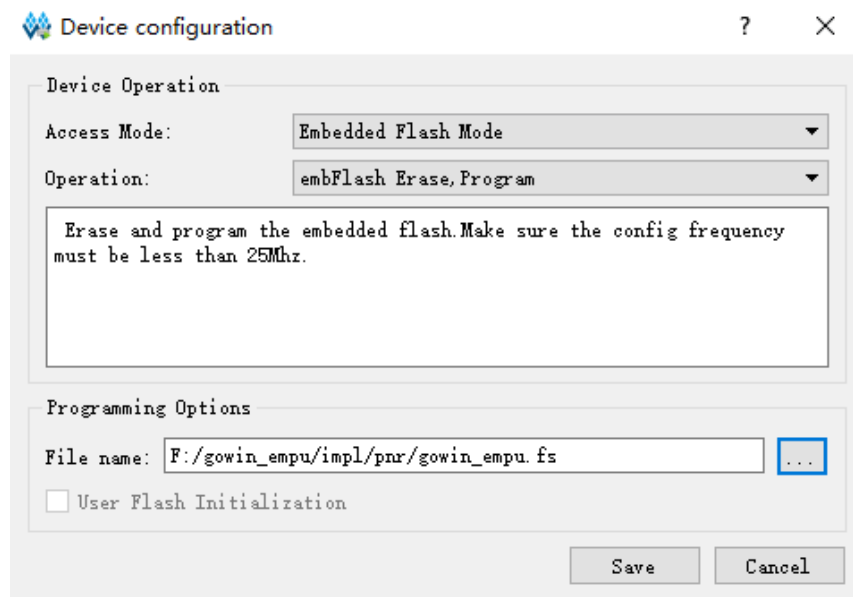 Device configuration
? ×
Device Operation
Access Mode: Embedded Flash Mode
Operation: embFlash Erase,Program
Erase and program the embedded flash.Make sure the config frequency
must be less than 25Mhz.
Programming Options
File name: F:/gowin_empu/impl/pnr/gowin_empu.fs ...
User Flash Initialization
Save Cancel